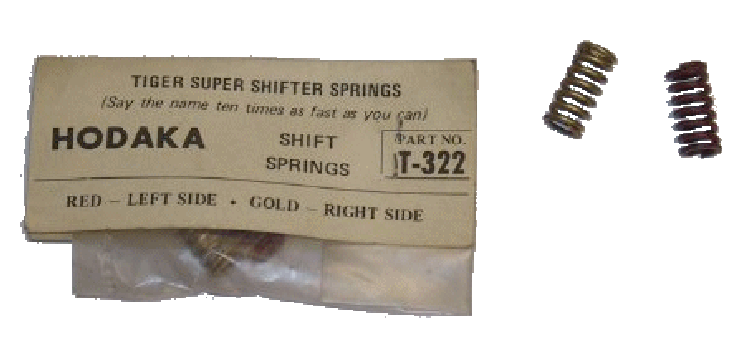 TIGER SUPER SHIFTER SPRINGS
(Say the name ten times as fast as you can)
HODAKA
SHIFT
SPRINGS
PART NO.
T-322
RED – LEFT SIDE • GOLD – RIGHT SIDE